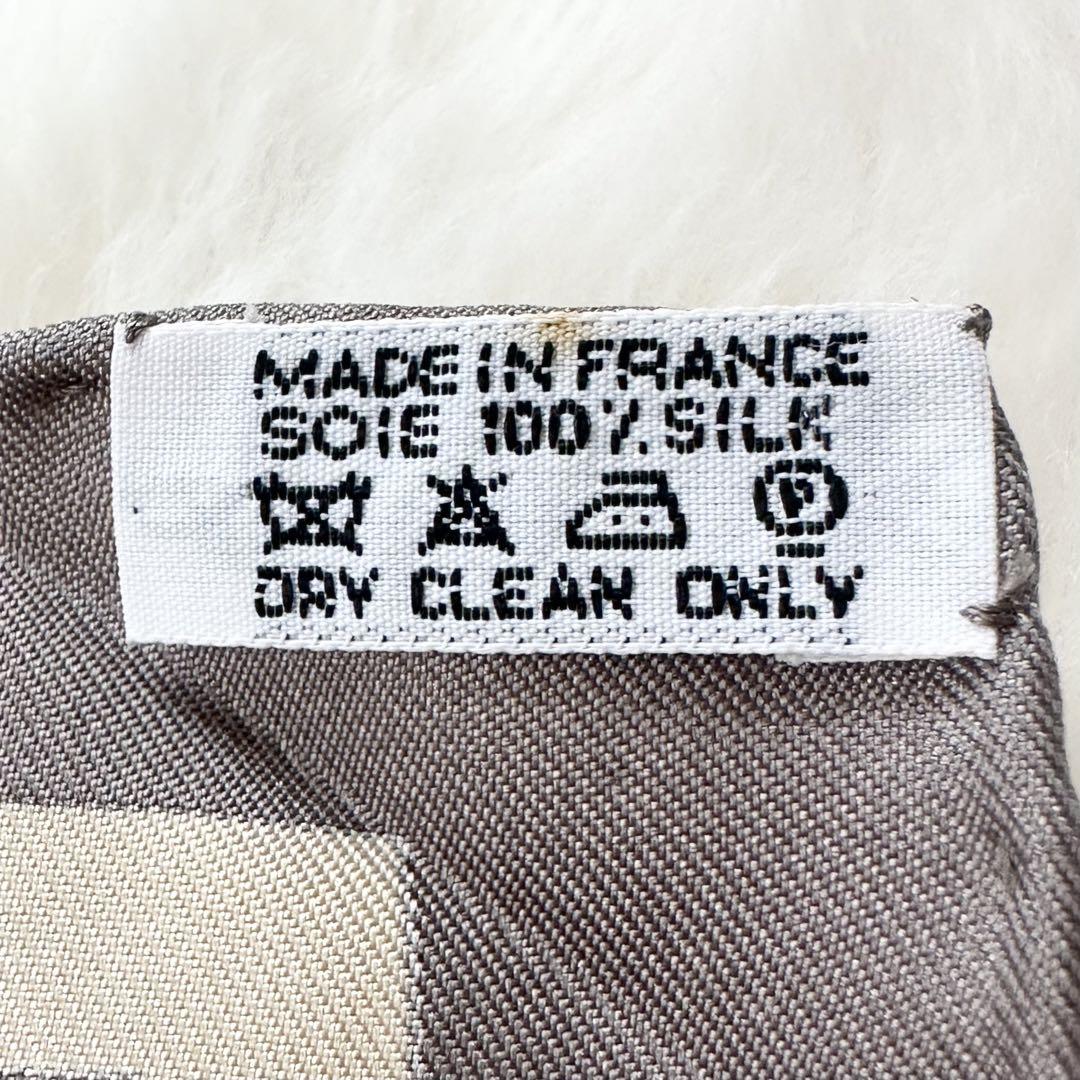 MADE IN FRANCE
SOIE 100% SILK
P
DRY CLEAN ONLY